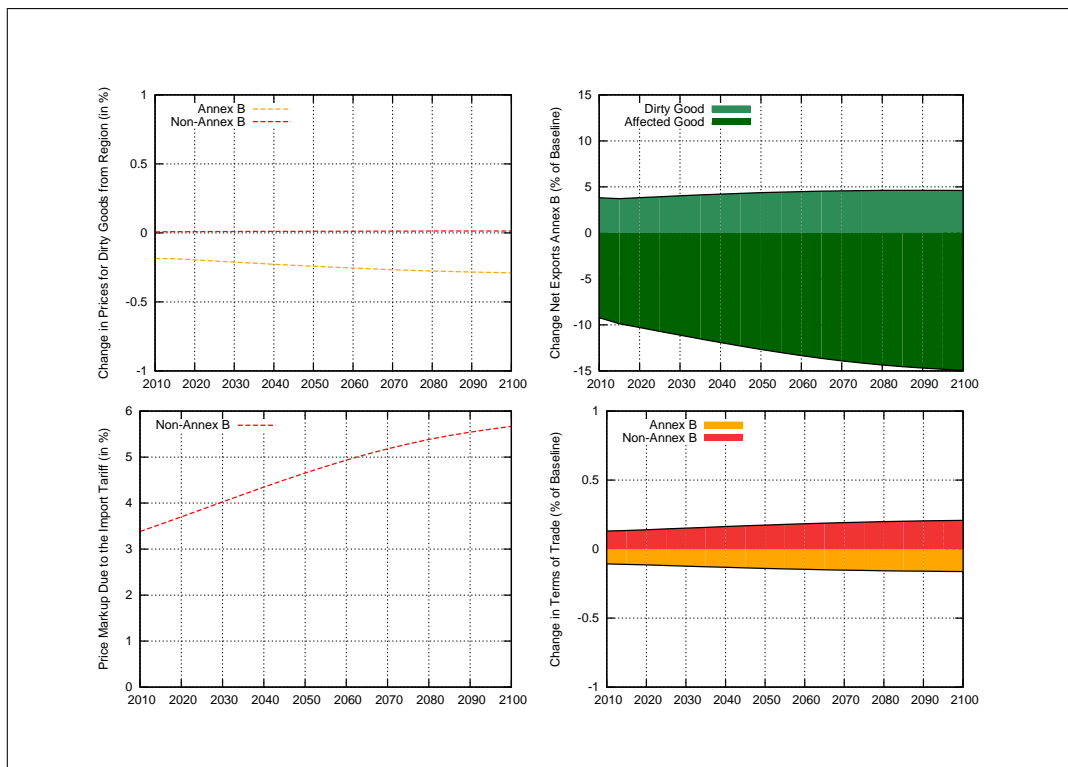 Change in Prices for Dirty Goods from Region (in %)
1
0.5
0
-0.5
-1
2010 2020 2030 2040 2050 2060 2070 2080 2090 2100
Annex B
Non-Annex B
Change Net Exports Annex B (% of Baseline)
15
10
5
0
-5
-10
-15
2010 2020 2030 2040 2050 2060 2070 2080 2090 2100
Dirty Good
Affected Good
Price Markup Due to the Import Tariff (in %)
6
5
4
3
2
1
0
2010 2020 2030 2040 2050 2060 2070 2080 2090 2100
Non-Annex B
Change in Terms of Trade (% of Baseline)
1
0.5
0
-0.5
-1
2010 2020 2030 2040 2050 2060 2070 2080 2090 2100
Annex B
Non-Annex B